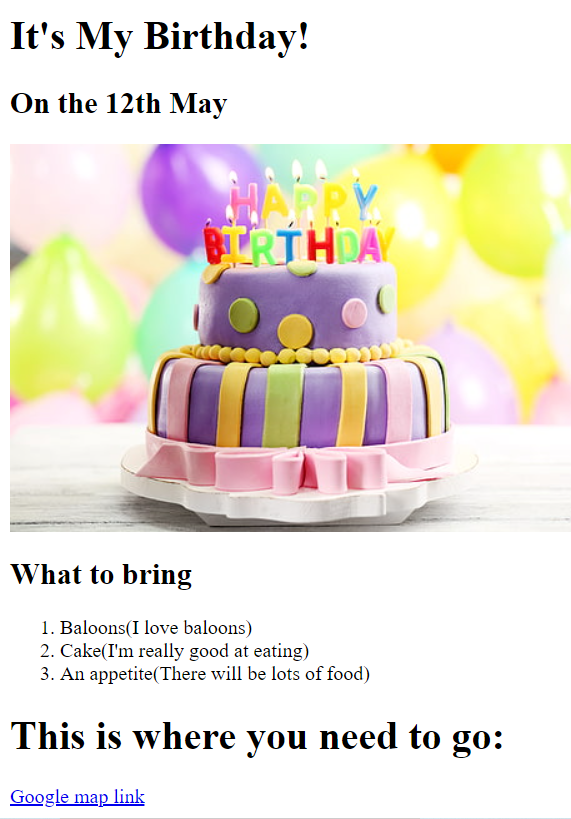 It's My Birthday!
On the 12th May
HAPPY
BIRTHDAY
What to bring
1. Baloons(I love baloons)
2. Cake(I'm really good at eating)
3. An appetite(There will be lots of food)
This is where you need to go:
Google map link